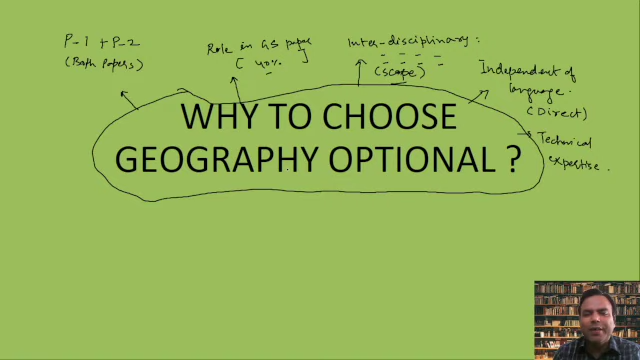 P-1 + P-2
(Both Papers)
Role in GS paper
[ 40% ]
Inter-disciplinary :
(scope)
Independent of
language.
(Direct)
Technical
expertise.
WHY TO CHOOSE
GEOGRAPHY OPTIONAL ?